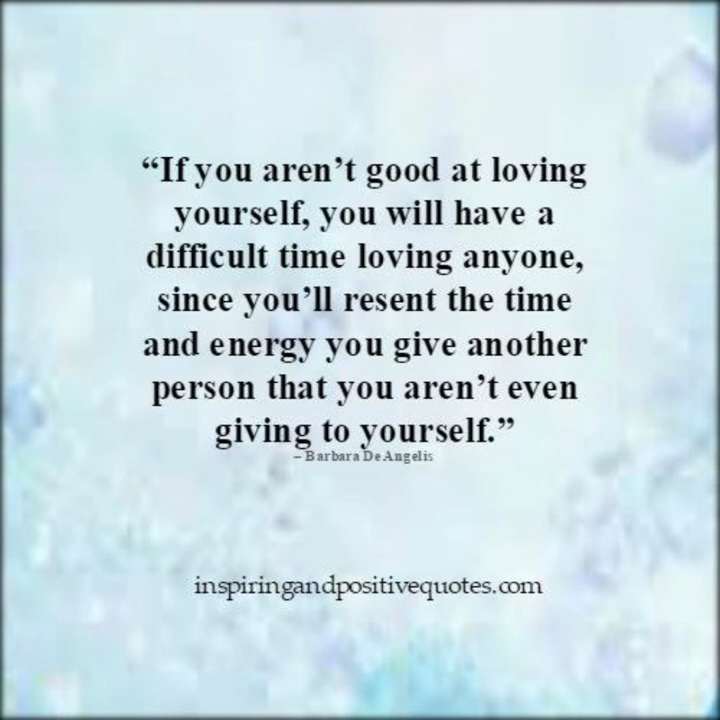 “If you aren’t good at loving
yourself, you will have a
difficult time loving anyone,
since you’ll resent the time
and energy you give another
person that you aren’t even
giving to yourself.”
– Barbara De Angelis
inspiringandpositivequotes.com